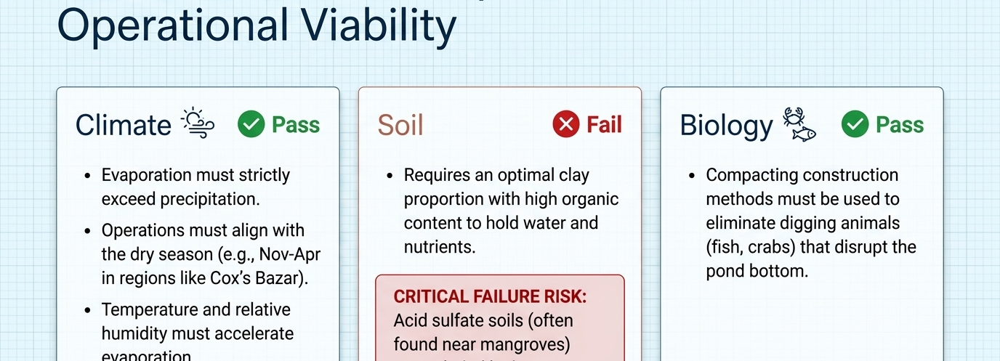 Operational Viability
Climate
Pass
• Evaporation must strictly
exceed precipitation.
• Operations must align with
the dry season (e.g., Nov-Apr
in regions like Cox’s Bazar).
• Temperature and relative
humidity must accelerate
evaporation
Soil
Fail
• Requires an optimal clay
proportion with high organic
content to hold water and
nutrients.
CRITICAL FAILURE RISK:
Acid sulfate soils (often
found near mangroves)
Biology
Pass
• Compacting construction
methods must be used to
eliminate digging animals
(fish, crabs) that disrupt the
pond bottom.